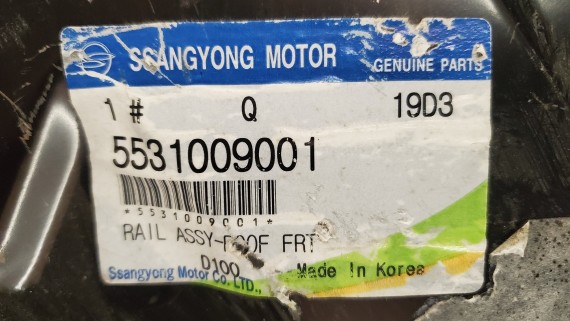 SSANGYONG MOTOR GENUINE PARTS
1 # Q 19D3
5531009001
*5531009001*
RAIL ASSY-ROOF FRT
D100
Ssangyong Motor Co. LTD., Made In Korea